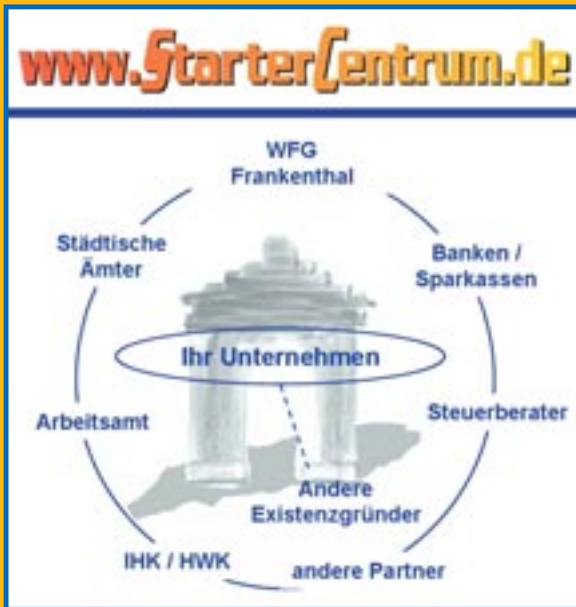 www.StarterCentrum.de
WFG
Frankenthal
Städtische
Ämter
Banken /
Sparkassen
Ihr Unternehmen
Arbeitsamt
Steuerberater
Andere
Existenzgründer
IHK / HWK
andere Partner